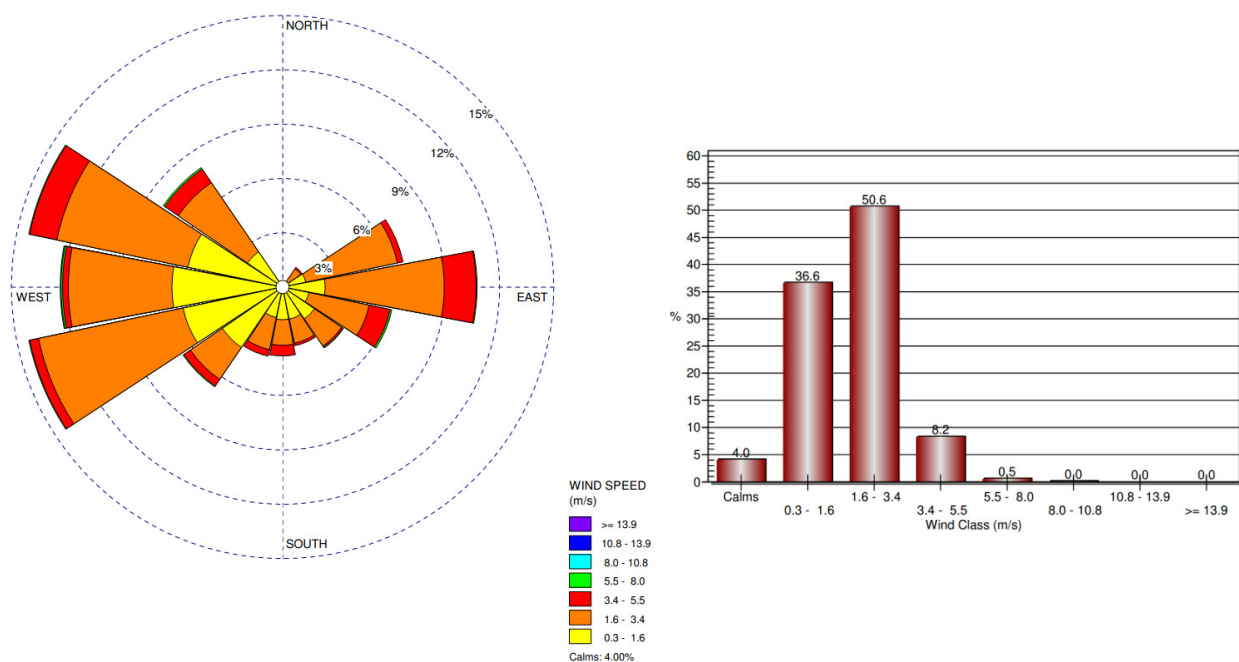 NORTH
15%
12%
9%
6%
3%
WEST
EAST
SOUTH
WIND SPEED
(m/s)
>= 13.9
10.8 - 13.9
8.0 - 10.8
5.5 - 8.0
3.4 - 5.5
1.6 - 3.4
0.3 - 1.6
Calms: 4.00%
60
55
50
45
40
35
30
25
20
15
10
5
0
%
4.0
36.6
50.6
8.2
0.5
0.0
0.0
0.0
Calms
0.3 - 1.6
1.6 - 3.4
3.4 - 5.5
5.5 - 8.0
8.0 - 10.8
10.8 - 13.9
>= 13.9
Wind Class (m/s)